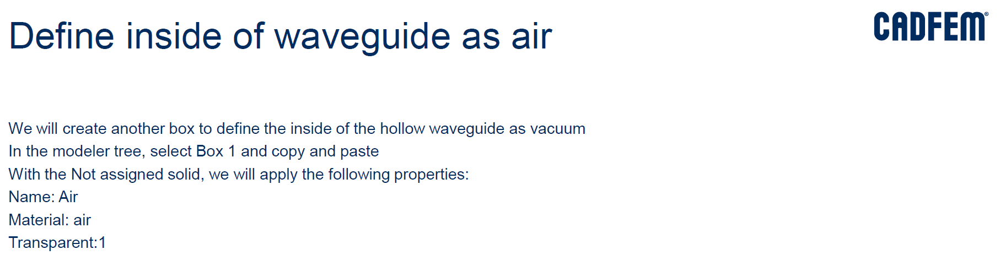 Define inside of waveguide as air
CADFEM®
We will create another box to define the inside of the hollow waveguide as vacuum
In the modeler tree, select Box 1 and copy and paste
With the Not assigned solid, we will apply the following properties:
Name: Air
Material: air
Transparent:1